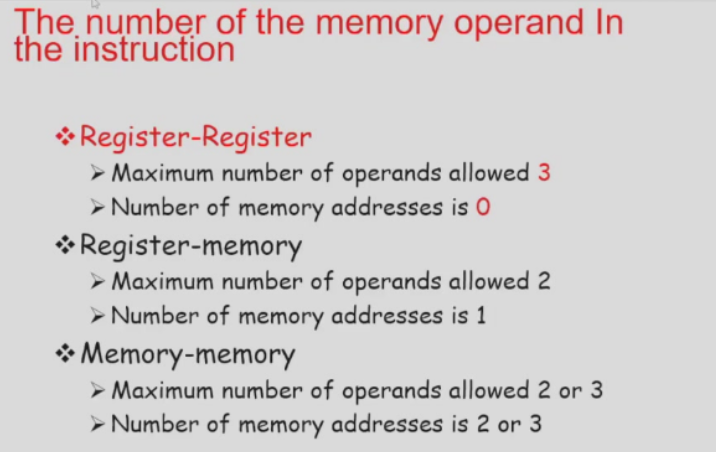 The number of the memory operand In
the instruction
❖ Register-Register
➢ Maximum number of operands allowed 3
➢ Number of memory addresses is 0
❖ Register-memory
➢ Maximum number of operands allowed 2
➢ Number of memory addresses is 1
❖ Memory-memory
➢ Maximum number of operands allowed 2 or 3
➢ Number of memory addresses is 2 or 3